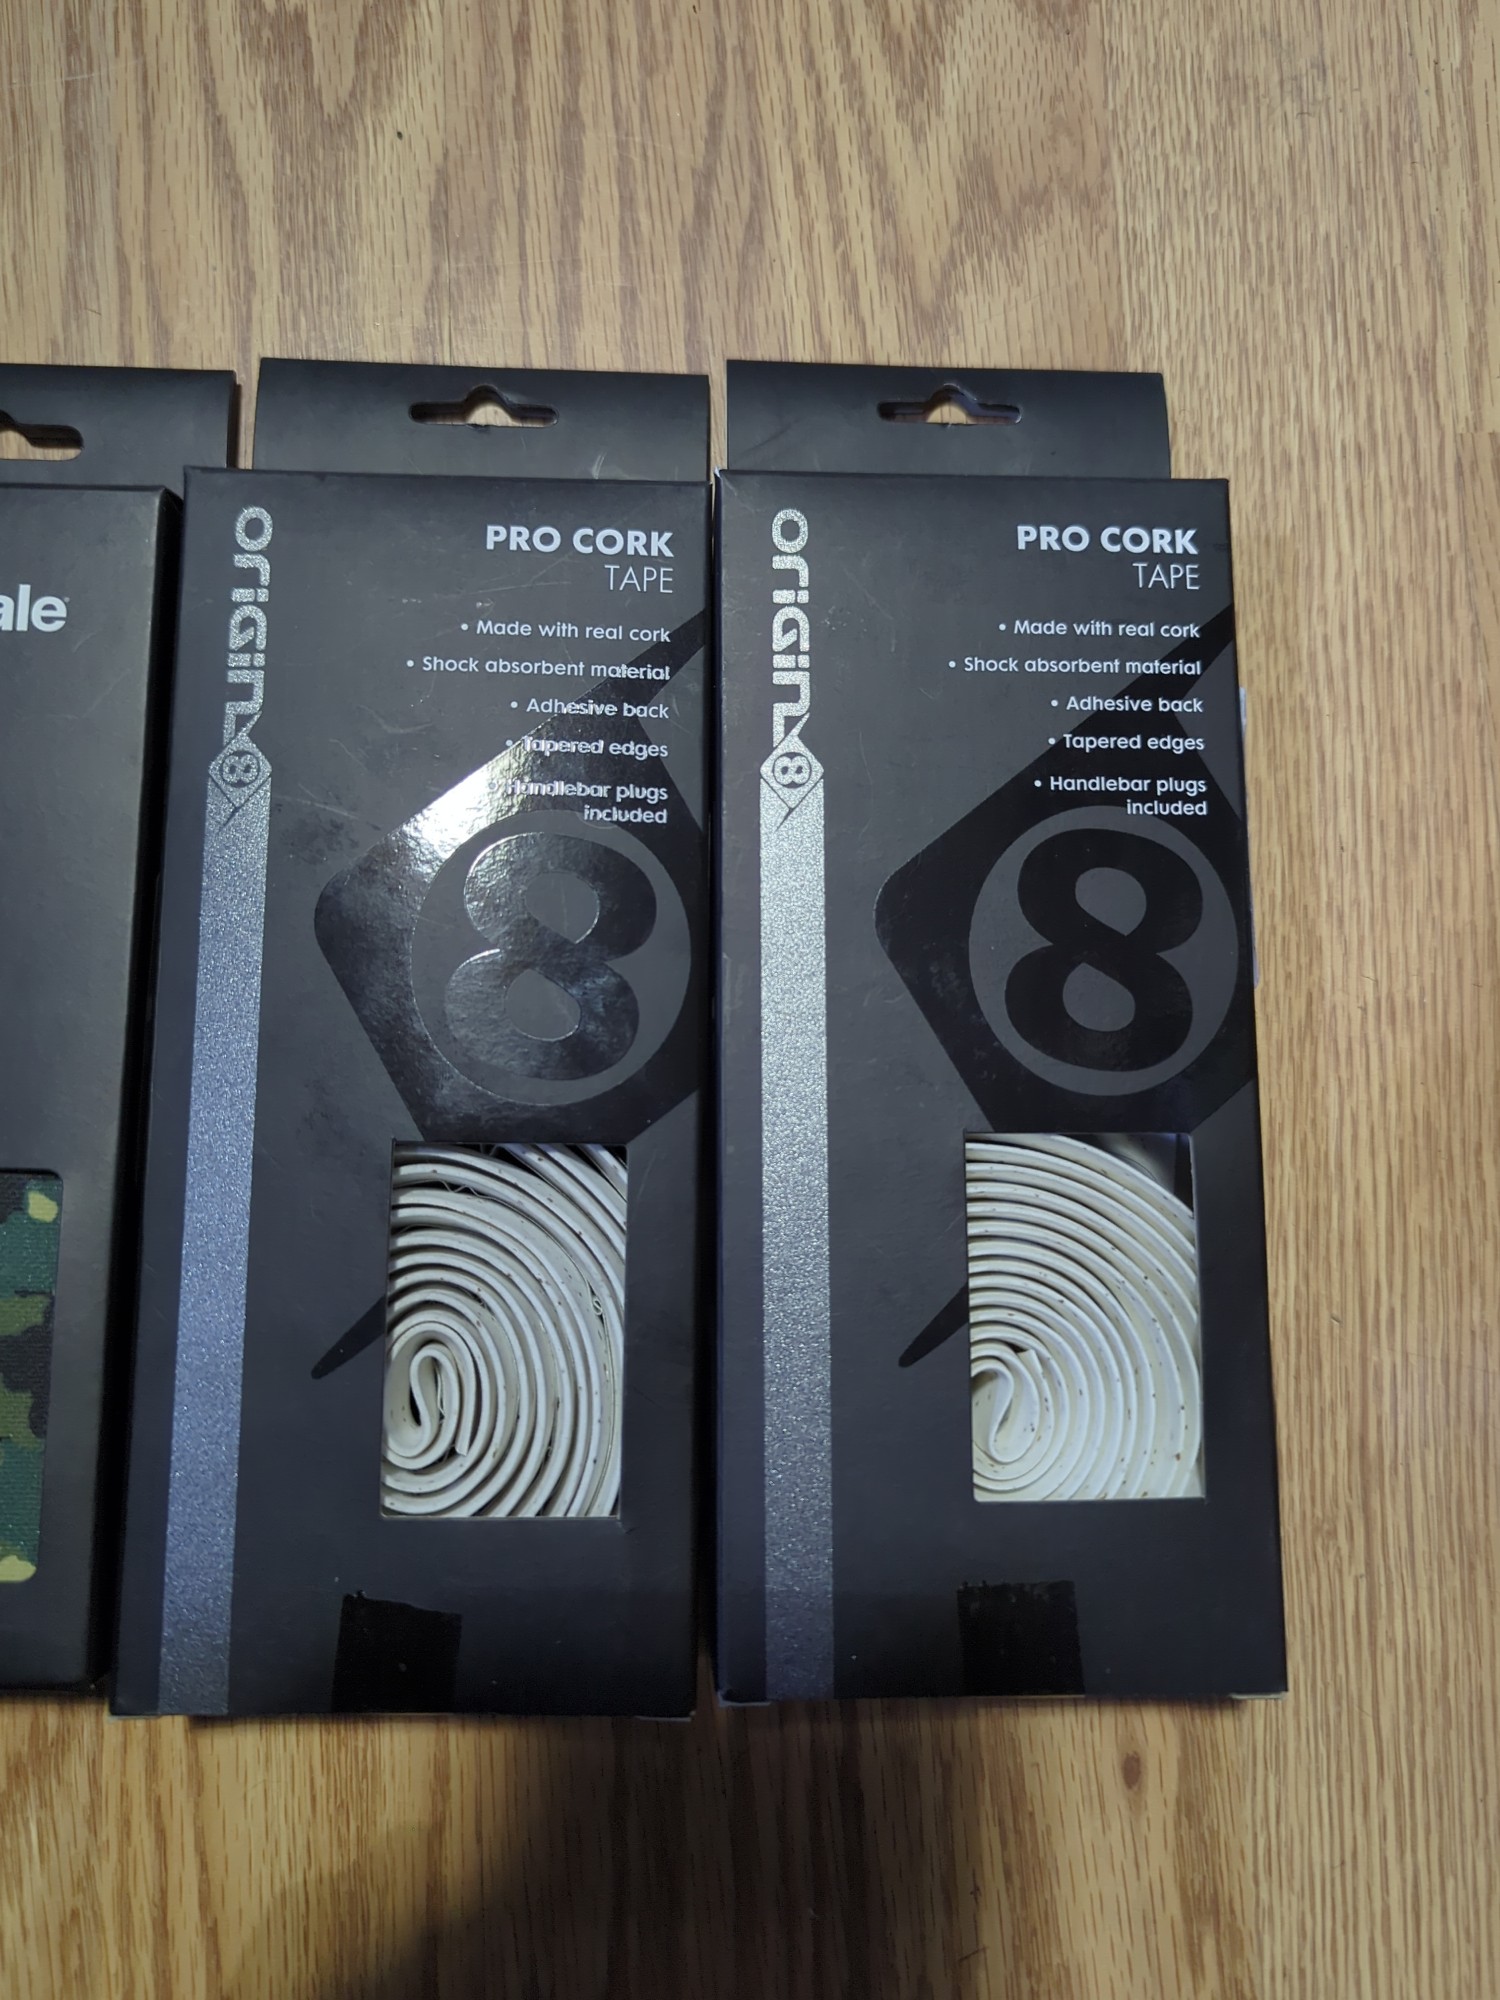 ale
ORIGIN8
8
PRO CORK
TAPE
• Made with real cork
• Shock absorbent material
• Adhesive back
• Tapered edges
• Handlebar plugs
included
8
ORIGIN8
8
PRO CORK
TAPE
• Made with real cork
• Shock absorbent material
• Adhesive back
• Tapered edges
• Handlebar plugs
included
8